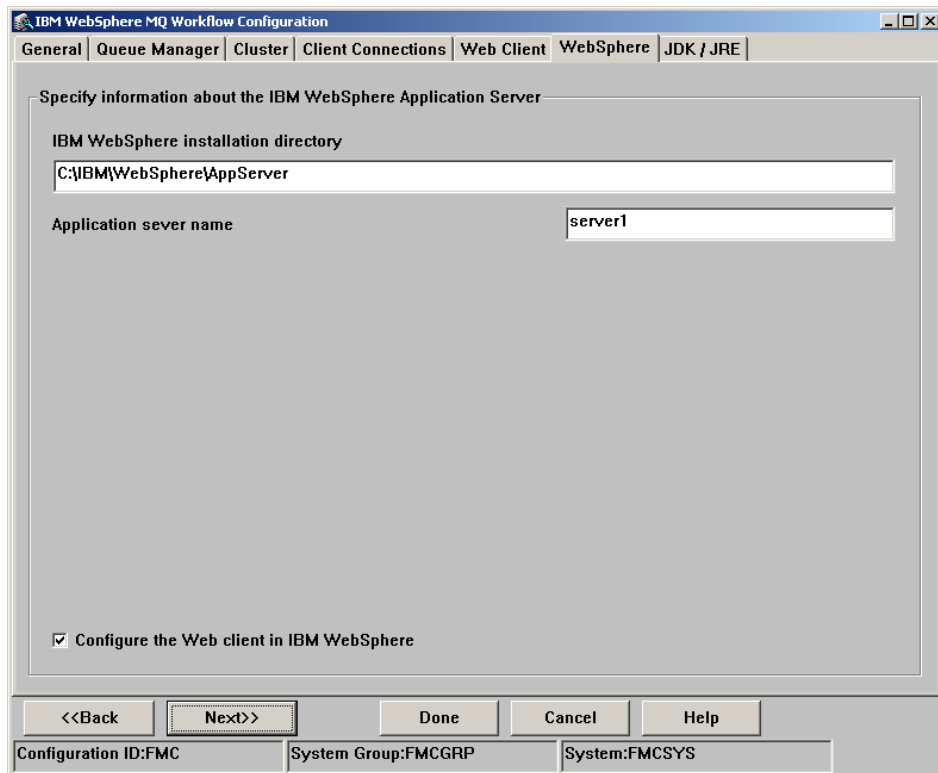 IBM WebSphere MQ Workflow Configuration
General Queue Manager Cluster Client Connections Web Client WebSphere JDK / JRE
Specify information about the IBM WebSphere Application Server
IBM WebSphere installation directory
C:\IBM\WebSphere\AppServer
Application sever name server1
Configure the Web client in IBM WebSphere
<<Back Next>> Done Cancel Help
Configuration ID:FMC System Group:FMCGRP System:FMCSYS